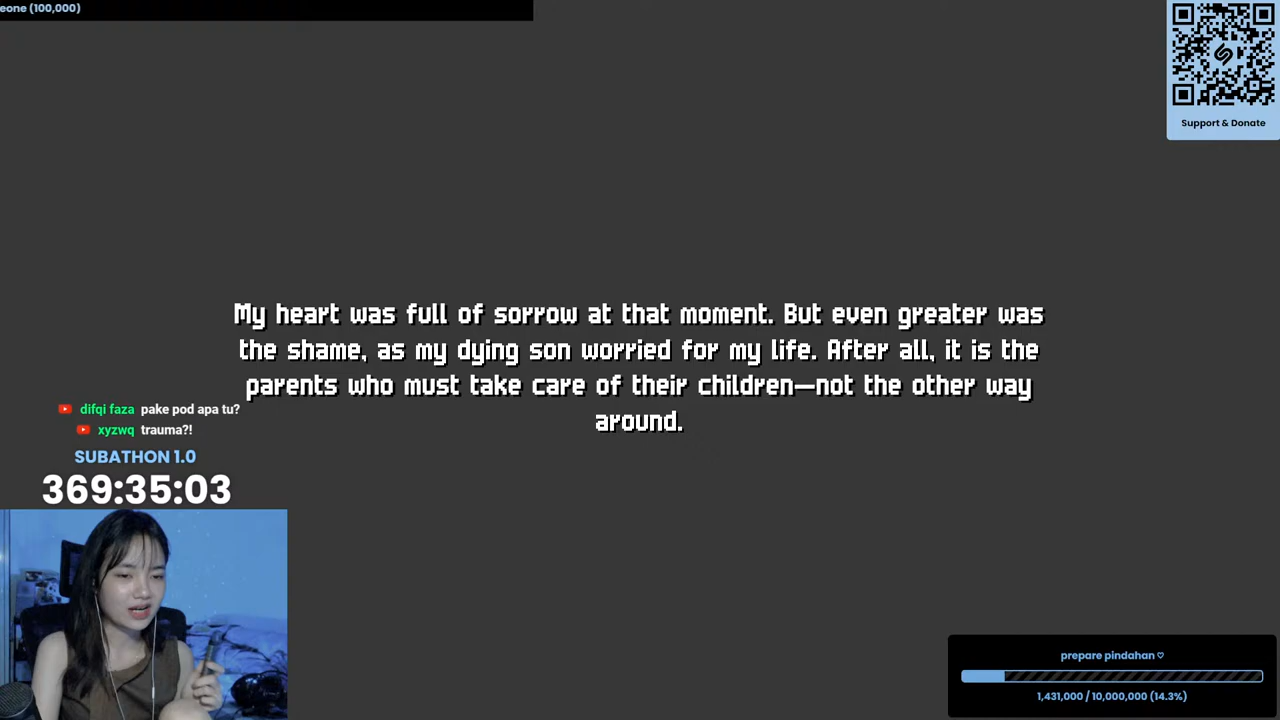 eone (100,000)
Support & Donate
My heart was full of sorrow at that moment. But even greater was
the shame, as my dying son worried for my life. After all, it is the
parents who must take care of their children—not the other way
around.
difqi faza pake pod apa tu?
xyzwq trauma?!
SUBATHON 1.0
369:35:03
prepare pindahan ♡
1,431,000 / 10,000,000 (14.3%)